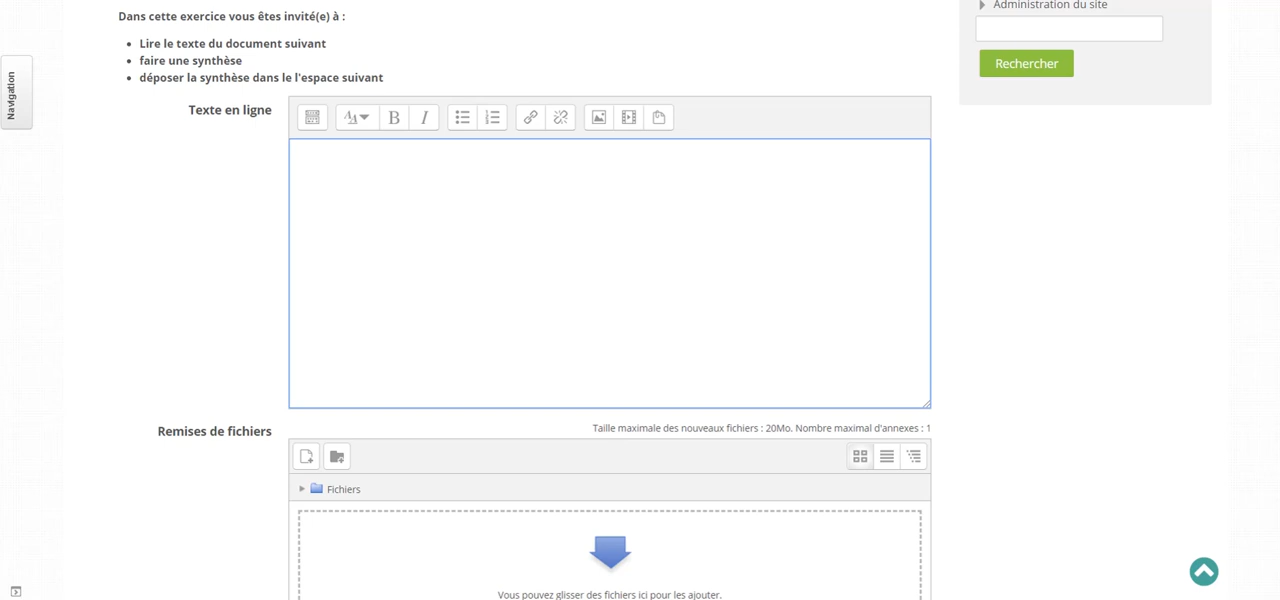 Dans cette exercice vous êtes invité(e) à :
Lire le texte du document suivant
faire une synthèse
déposer la synthèse dans le l'espace suivant
Administration du site
Rechercher
Navigation
Texte en ligne
B I
Remises de fichiers
Taille maximale des nouveaux fichiers : 20Mo. Nombre maximal d'annexes : 1
Fichiers
Vous pouvez glisser des fichiers ici pour les ajouter.